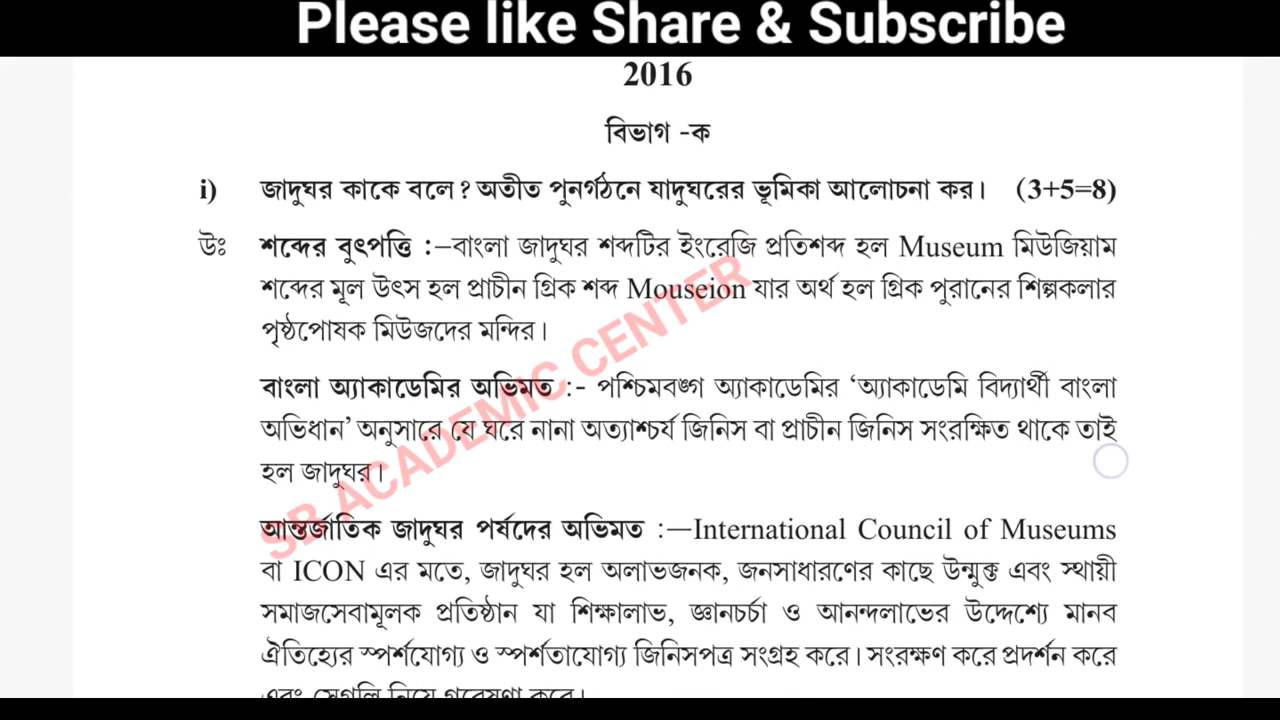 Please like Share & Subscribe
2016
বিভাগ -ক
i) জাদুঘর কাকে বলে? অতীত পুনর্গঠনে যাদুঘরের ভূমিকা আলোচনা কর। (3+5=8)
উঃ শব্দের বুৎপত্তি :–বাংলা জাদুঘর শব্দটির ইংরেজি প্রতিশব্দ হল Museum মিউজিয়াম
শব্দের মূল উৎস হল প্রাচীন গ্রিক শব্দ Mouseion যার অর্থ হল গ্রিক পুরানের শিল্পকলার
পৃষ্ঠপোষক মিউজদের মন্দির।
বাংলা অ্যাকাডেমির অভিমত :- পশ্চিমবঙ্গ অ্যাকাডেমির ‘অ্যাকাডেমি বিদ্যার্থী বাংলা
অভিধান’ অনুসারে যে ঘরে নানা অত্যাশ্চর্য জিনিস বা প্রাচীন জিনিস সংরক্ষিত থাকে তাই
হল জাদুঘর।
SB ACADEMIC CENTER
আন্তর্জাতিক জাদুঘর পর্ষদের অভিমত :—International Council of Museums
বা ICON এর মতে, জাদুঘর হল অলাভজনক, জনসাধারণের কাছে উন্মুক্ত এবং স্থায়ী
সমাজসেবামূলক প্রতিষ্ঠান যা শিক্ষালাভ, জ্ঞানচর্চা ও আনন্দলাভের উদ্দেশ্যে মানব
ঐতিহ্যের স্পর্শযোগ্য ও স্পর্শতাযোগ্য জিনিসপত্র সংগ্রহ করে। সংরক্ষণ করে প্রদর্শন করে
এবং সেগুলি নিয়ে গবেষণা করে।